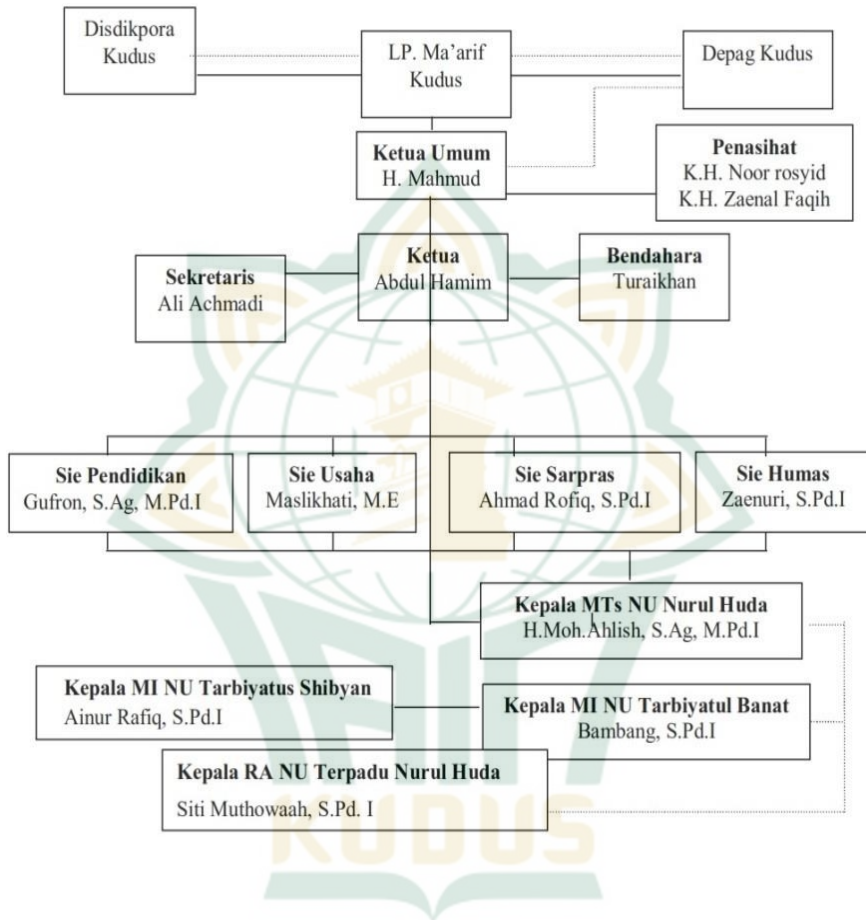 Disdikpora
Kudus
LP. Ma'arif
Kudus
Depag Kudus
Ketua Umum
H. Mahmud
Penasihat
K.H. Noor rosyid
K.H. Zaenal Faqih
Sekretaris
Ali Achmadi
Ketua
Abdul Hamim
Bendahara
Turaikhan
Sie Pendidikan
Gufron, S.Ag, M.Pd.I
Sie Usaha
Maslikhati, M.E
Sie Sarpras
Ahmad Rofiq, S.Pd.I
Sie Humas
Zaenuri, S.Pd.I
Kepala MTs NU Nurul Huda
H.Moh.Ahlish, S.Ag, M.Pd.I
Kepala MI NU Tarbiyatus Shibyan
Ainur Rafiq, S.Pd.I
Kepala MI NU Tarbiyatul Banat
Bambang, S.Pd.I
Kepala RA NU Terpadu Nurul Huda
Siti Muthowaah, S.Pd. I
KUDUS